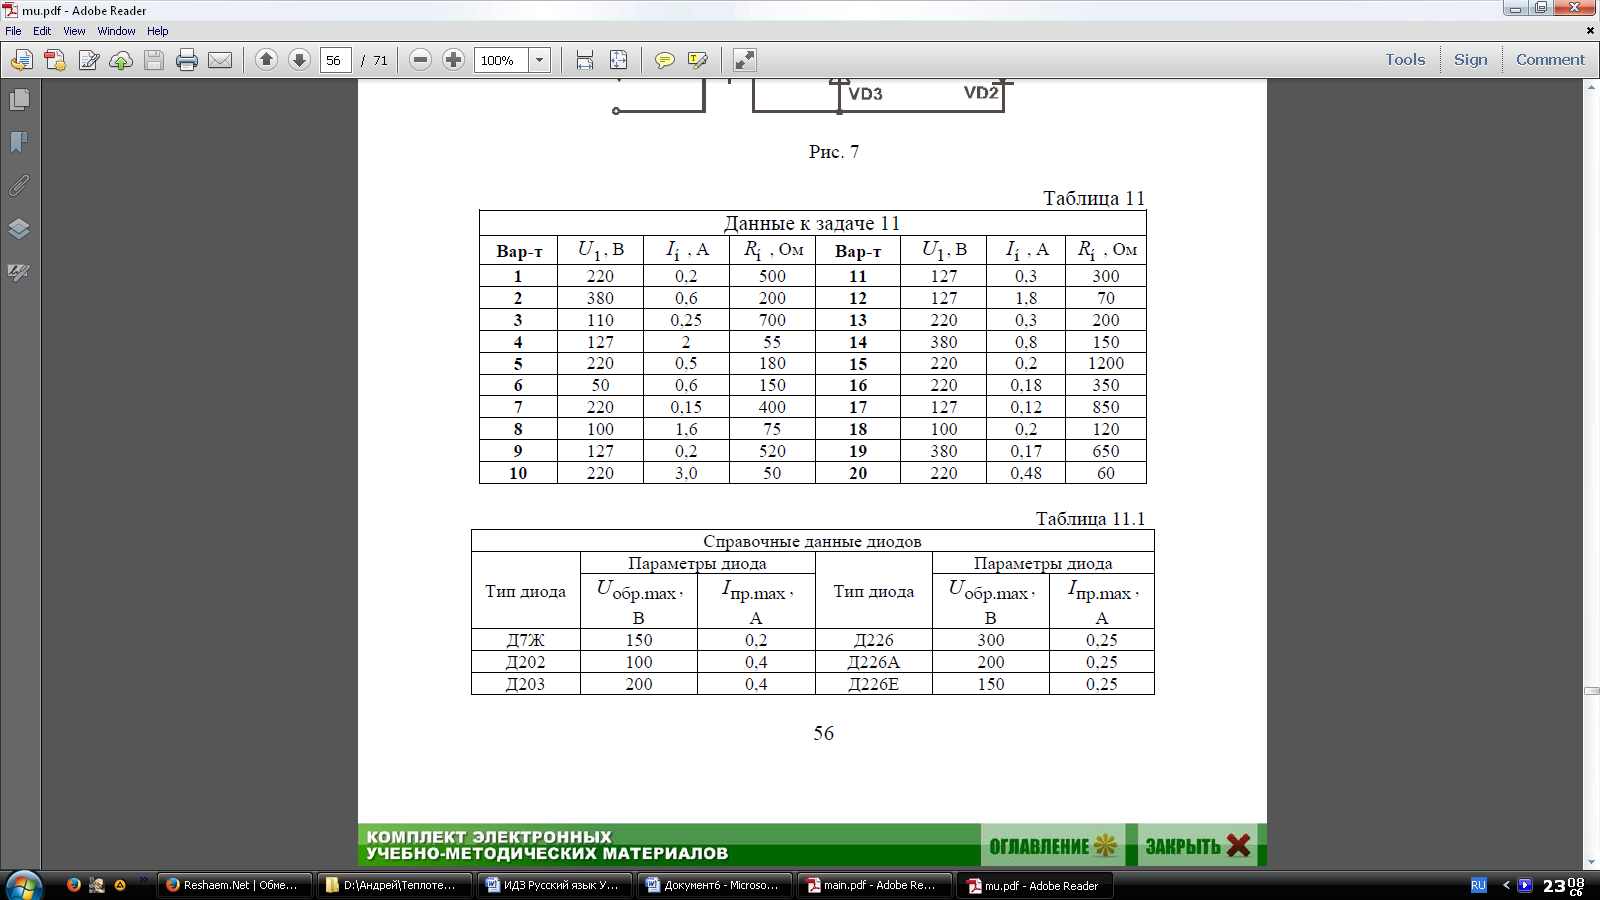 mu.pdf - Adobe Reader
File Edit View Window Help
56 / 71 100% Tools Sign Comment
VD3 VD2
Рис. 7
Таблица 11
Данные к задаче 11
Вар-т U1, В Ií , А Rí , Ом Вар-т U1, В Ií , А Rí , Ом
1 220 0,2 500 11 127 0,3 300
2 380 0,6 200 12 127 1,8 70
3 110 0,25 700 13 220 0,3 200
4 127 2 55 14 380 0,8 150
5 220 0,5 180 15 220 0,2 1200
6 50 0,6 150 16 220 0,18 350
7 220 0,15 400 17 127 0,12 850
8 100 1,6 75 18 100 0,2 120
9 127 0,2 520 19 380 0,17 650
10 220 3,0 50 20 220 0,48 60
Таблица 11.1
Справочные данные диодов
Тип диода Параметры диода Тип диода Параметры диода
Uобр.max, В Iпр.max, А Uобр.max, В Iпр.max, А
Д7Ж 150 0,2 Д226 300 0,25
Д202 100 0,4 Д226А 200 0,25
Д203 200 0,4 Д226Е 150 0,25
56
КОМПЛЕКТ ЭЛЕКТРОННЫХ
УЧЕБНО-МЕТОДИЧЕСКИХ МАТЕРИАЛОВ
ОГЛАВЛЕНИЕ ЗАКРЫТЬ
Reshaem.Net | Обме... D:\Андрей\Теплоте... ИДЗ Русский язык У... Документ6 - Microso... main.pdf - Adobe Re... mu.pdf - Adobe Reader RU 23 08 Сб